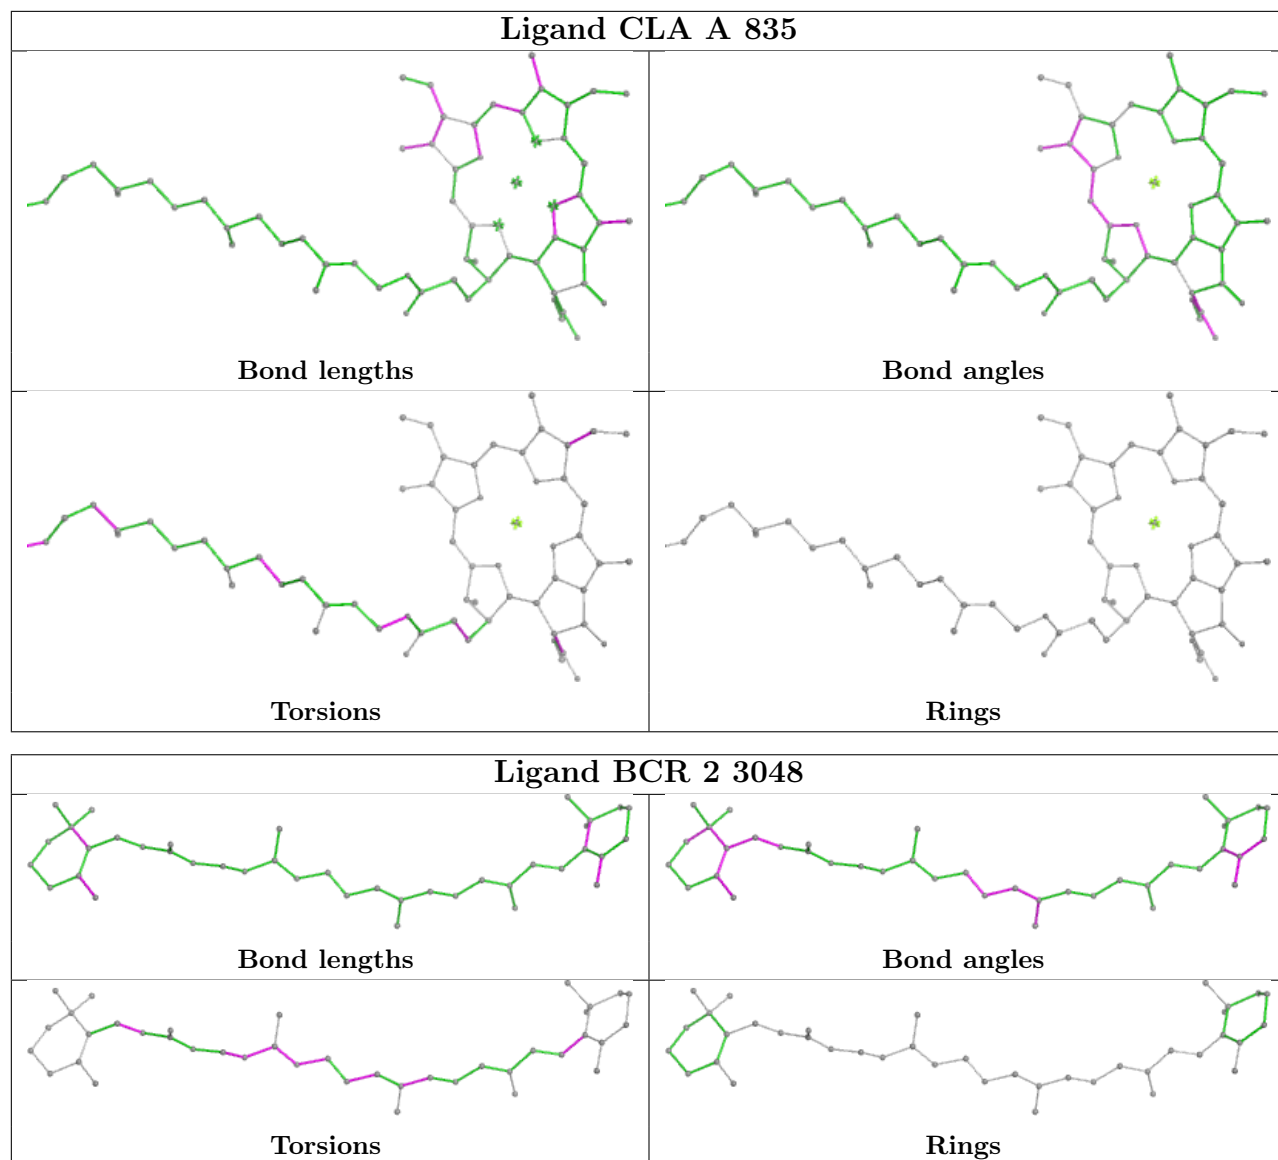 Ligand CLA A 835
Bond lengths
Bond angles
Torsions
Rings
Ligand BCR 2 3048
Bond lengths
Bond angles
Torsions
Rings